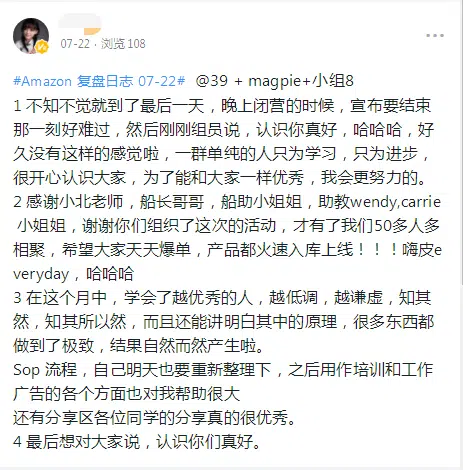 07-22 · 浏览 108
#Amazon 复盘日志 07-22# @39 + magpie+小组8
1 不知不觉就到了最后一天，晚上闭营的时候，宣布要结束
那一刻好难过，然后刚刚组员说，认识你真好，哈哈哈，好
久没有这样的感觉啦，一群单纯的人只为学习，只为进步，
很开心认识大家，为了能和大家一样优秀，我会更努力的。
2 感谢小北老师，船长哥哥，船助小姐姐，助教wendy,carrie
小姐姐，谢谢你们组织了这次的活动，才有了我们50多人多
相聚，希望大家天天爆单，产品都火速入库上线！！！嗨皮e
veryday，哈哈哈
3 在这个月中，学会了越优秀的人，越低调，越谦虚，知其
然，知其所以然，而且还能讲明白其中的原理，很多东西都
做到了极致，结果自然而然产生啦。
Sop 流程，自己明天也要重新整理下，之后用作培训和工作
广告的各个方面也对我帮助很大
还有分享区各位同学的分享真的很优秀。
4 最后想对大家说，认识你们真好。